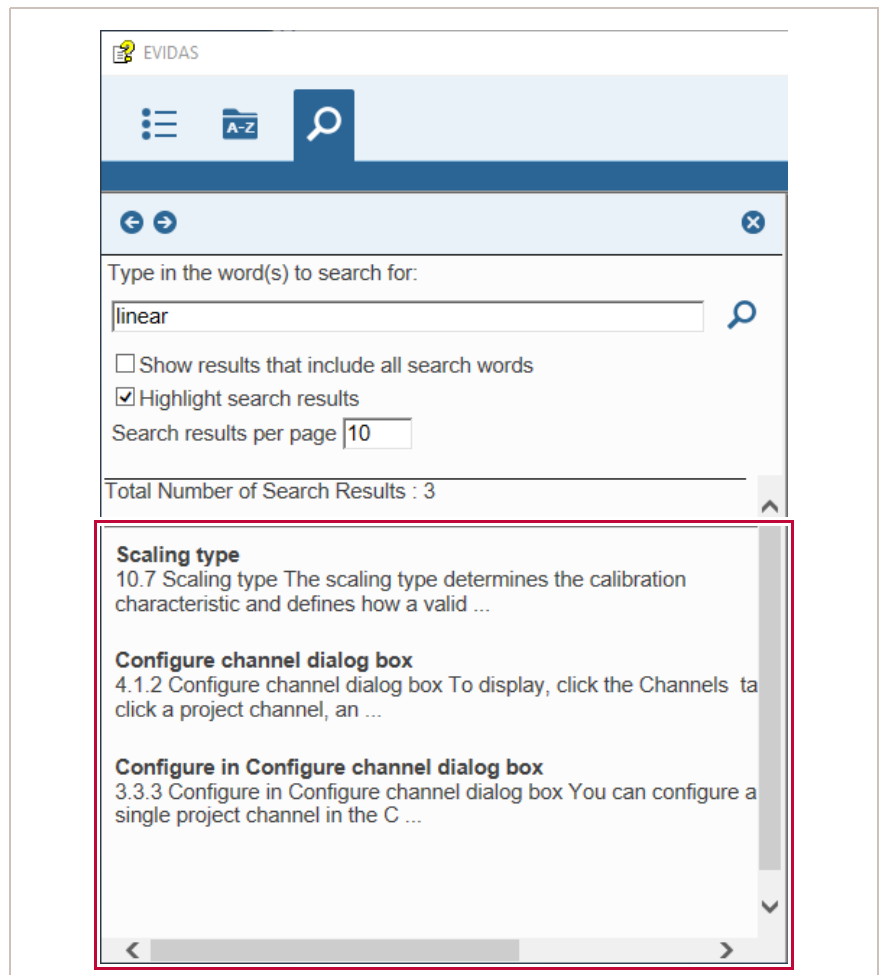 EVIDAS
A-Z
Type in the word(s) to search for:
linear
Show results that include all search words
Highlight search results
Search results per page 10
Total Number of Search Results : 3
Scaling type
10.7 Scaling type The scaling type determines the calibration
characteristic and defines how a valid ...
Configure channel dialog box
4.1.2 Configure channel dialog box To display, click the Channels ta
click a project channel, an ...
Configure in Configure channel dialog box
3.3.3 Configure in Configure channel dialog box You can configure a
single project channel in the C ...